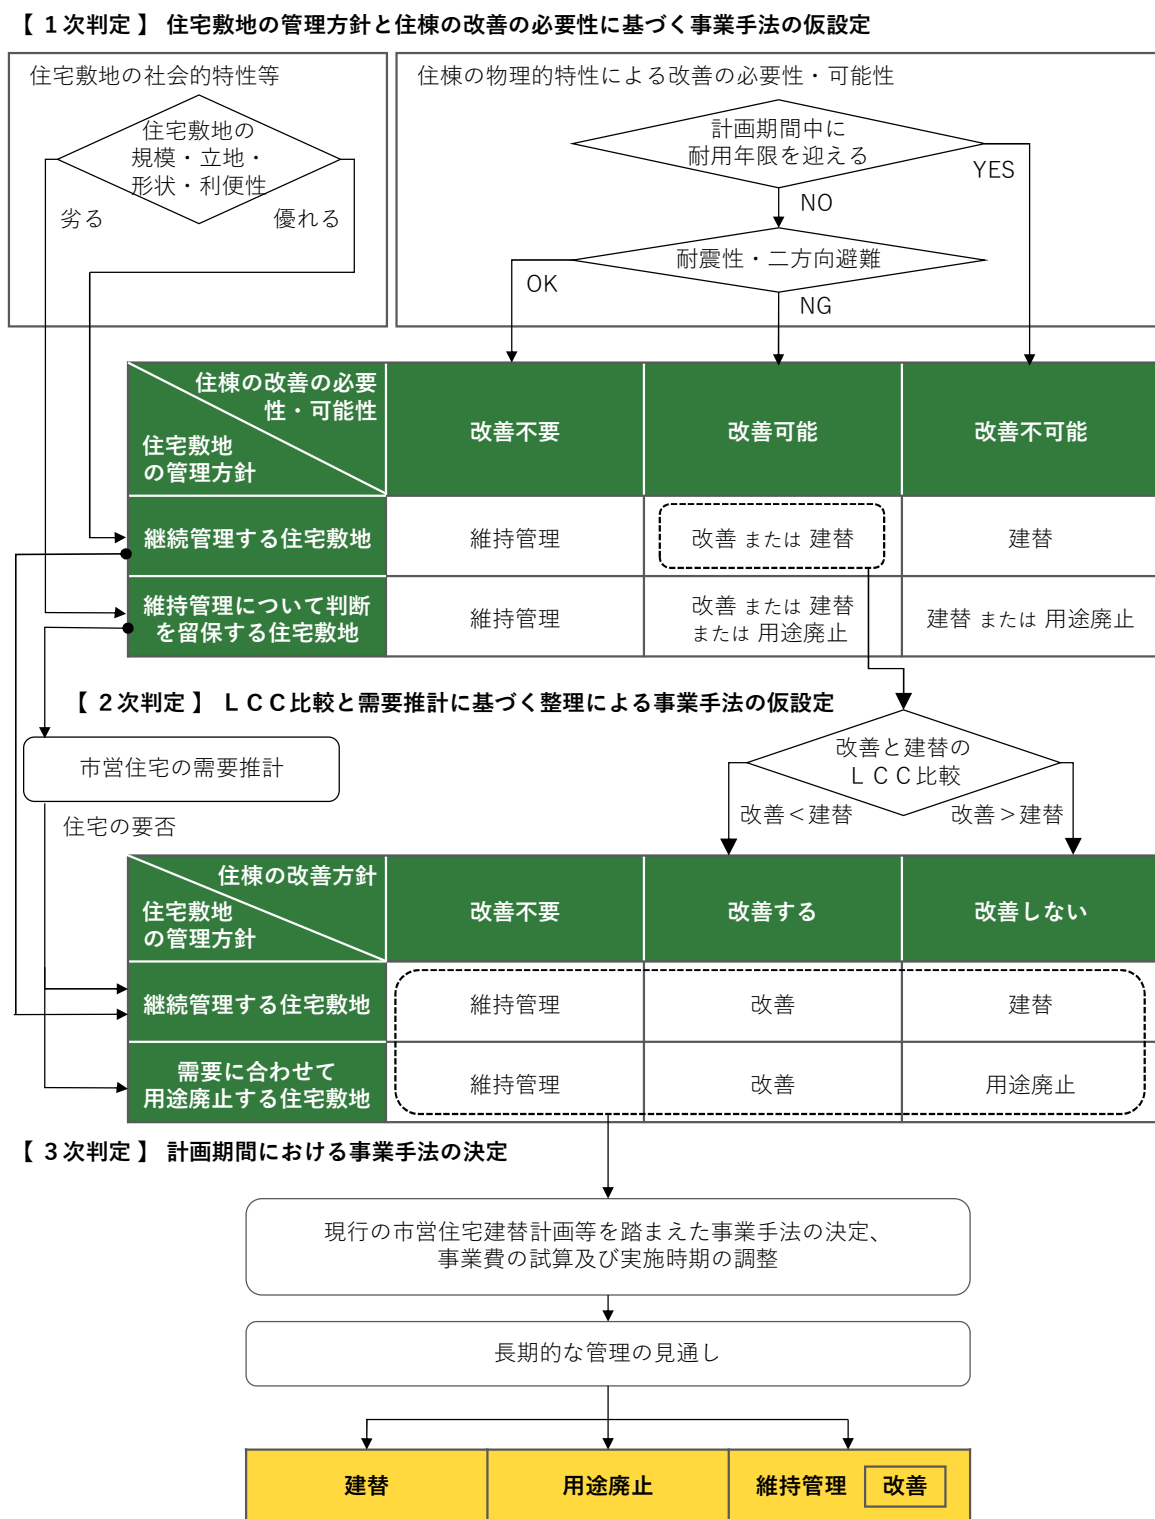 【 １次判定 】 住宅敷地の管理方針と住棟の改善の必要性に基づく事業手法の仮設定
住宅敷地の社会的特性等
住宅敷地の
規模・立地・
形状・利便性
劣る
優れる
住棟の物理的特性による改善の必要性・可能性
計画期間中に
耐用年限を迎える
YES
NO
耐震性・二方向避難
OK
NG
住棟の改善の必要
性・可能性
住宅敷地
の管理方針
改善不要
改善可能
改善不可能
継続管理する住宅敷地
維持管理
改善 または 建替
建替
維持管理について判断
を留保する住宅敷地
維持管理
改善 または 建替
または 用途廃止
建替 または 用途廃止
【 ２次判定 】 ＬＣＣ比較と需要推計に基づく整理による事業手法の仮設定
市営住宅の需要推計
住宅の要否
改善と建替の
ＬＣＣ比較
改善＜建替
改善＞建替
住棟の改善方針
住宅敷地
の管理方針
改善不要
改善する
改善しない
継続管理する住宅敷地
維持管理
改善
建替
需要に合わせて
用途廃止する住宅敷地
維持管理
改善
用途廃止
【 ３次判定 】 計画期間における事業手法の決定
現行の市営住宅建替計画等を踏まえた事業手法の決定、
事業費の試算及び実施時期の調整
長期的な管理の見通し
建替
用途廃止
維持管理
改善